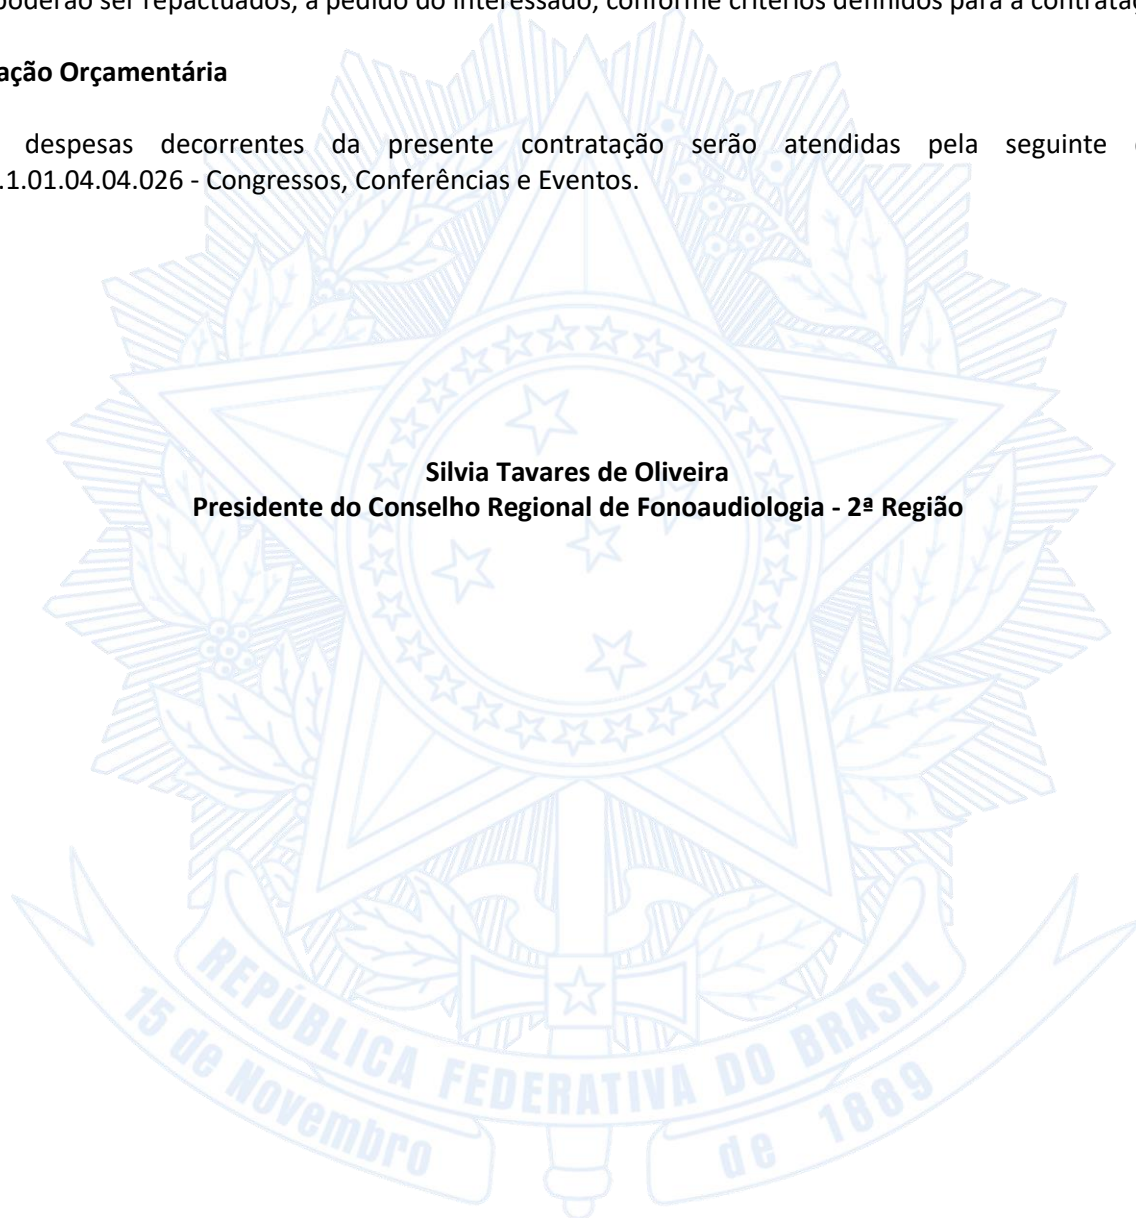 poderão ser repactuados, a pedido do interessado, conforme critérios definidos para a contrataç
ação Orçamentária
despesas decorrentes da presente contratação serão atendidas pela seguinte
.1.01.04.04.026 - Congressos, Conferências e Eventos.
Silvia Tavares de Oliveira
Presidente do Conselho Regional de Fonoaudiologia - 2ª Região
REPÚBLICA FEDERATIVA DO BRASIL
15 de Novembro de 1889